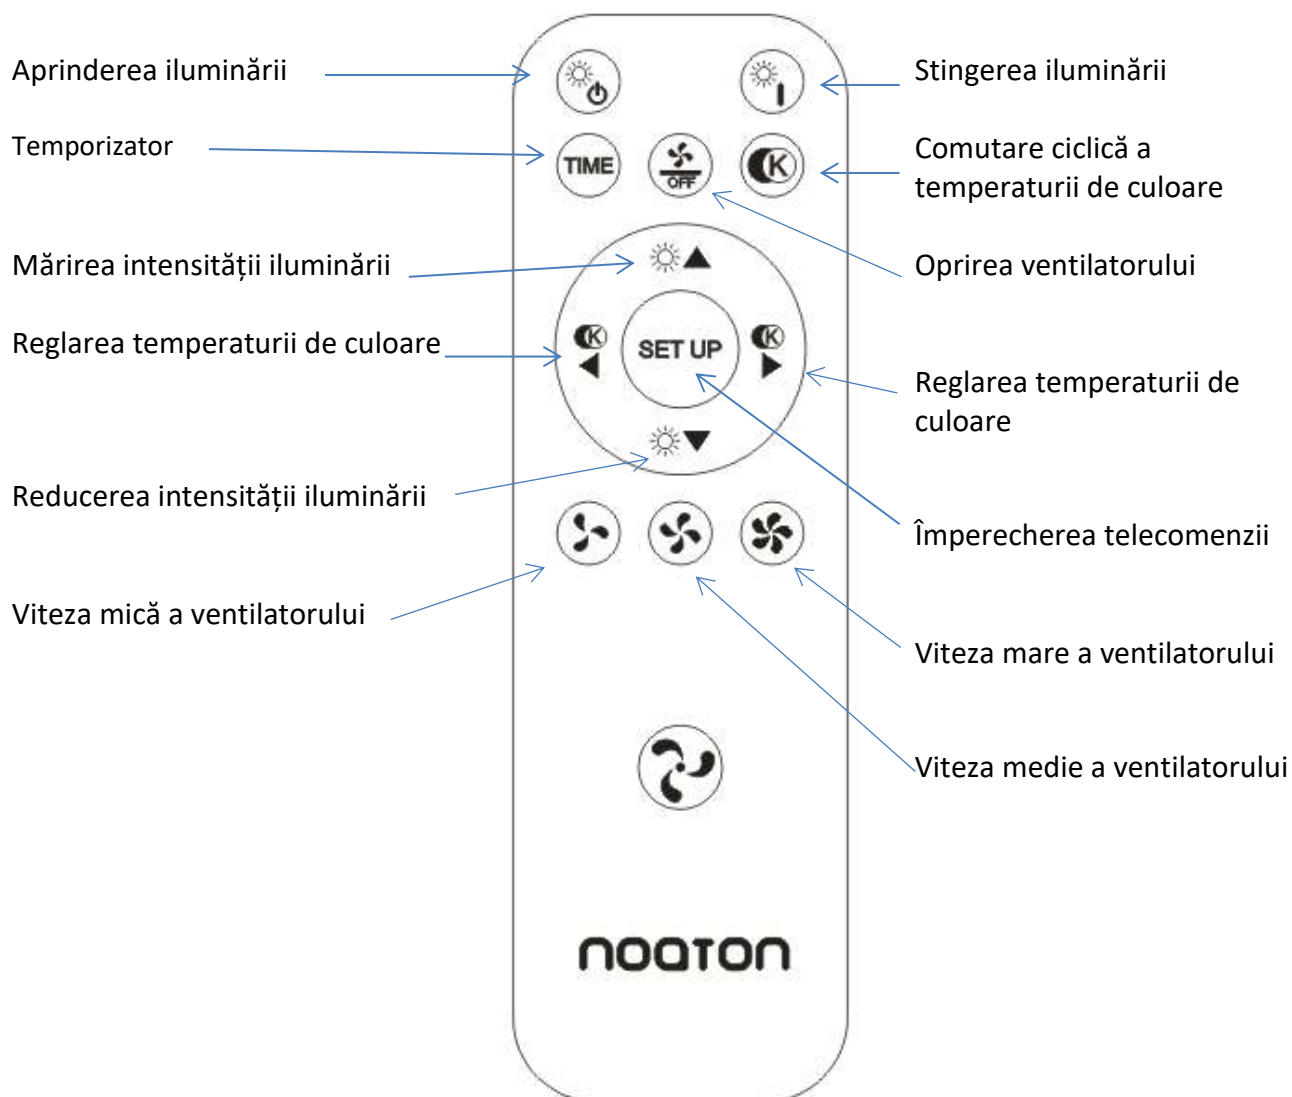 Aprinderea iluminării
Stingerea iluminării
Temporizator
TIME
OFF
K
Comutare ciclică a
temperaturii de culoare
Mărirea intensității iluminării
Oprirea ventilatorului
Reglarea temperaturii de culoare
K
SET UP
K
Reglarea temperaturii de
culoare
Reducerea intensității iluminării
Împerecherea telecomenzii
Viteza mică a ventilatorului
Viteza mare a ventilatorului
Viteza medie a ventilatorului
noaton